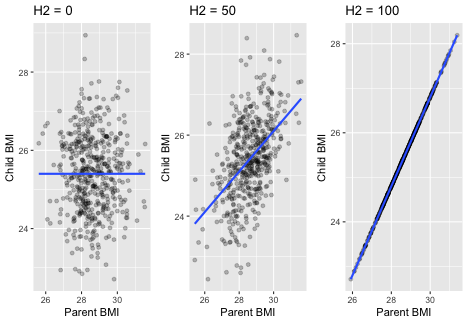 H2 = 0
H2 = 50
H2 = 100
Child BMI
28
26
24
26
28
30
Parent BMI
Child BMI
28
26
24
26
28
30
Parent BMI
Child BMI
28
26
24
26
28
30
Parent BMI